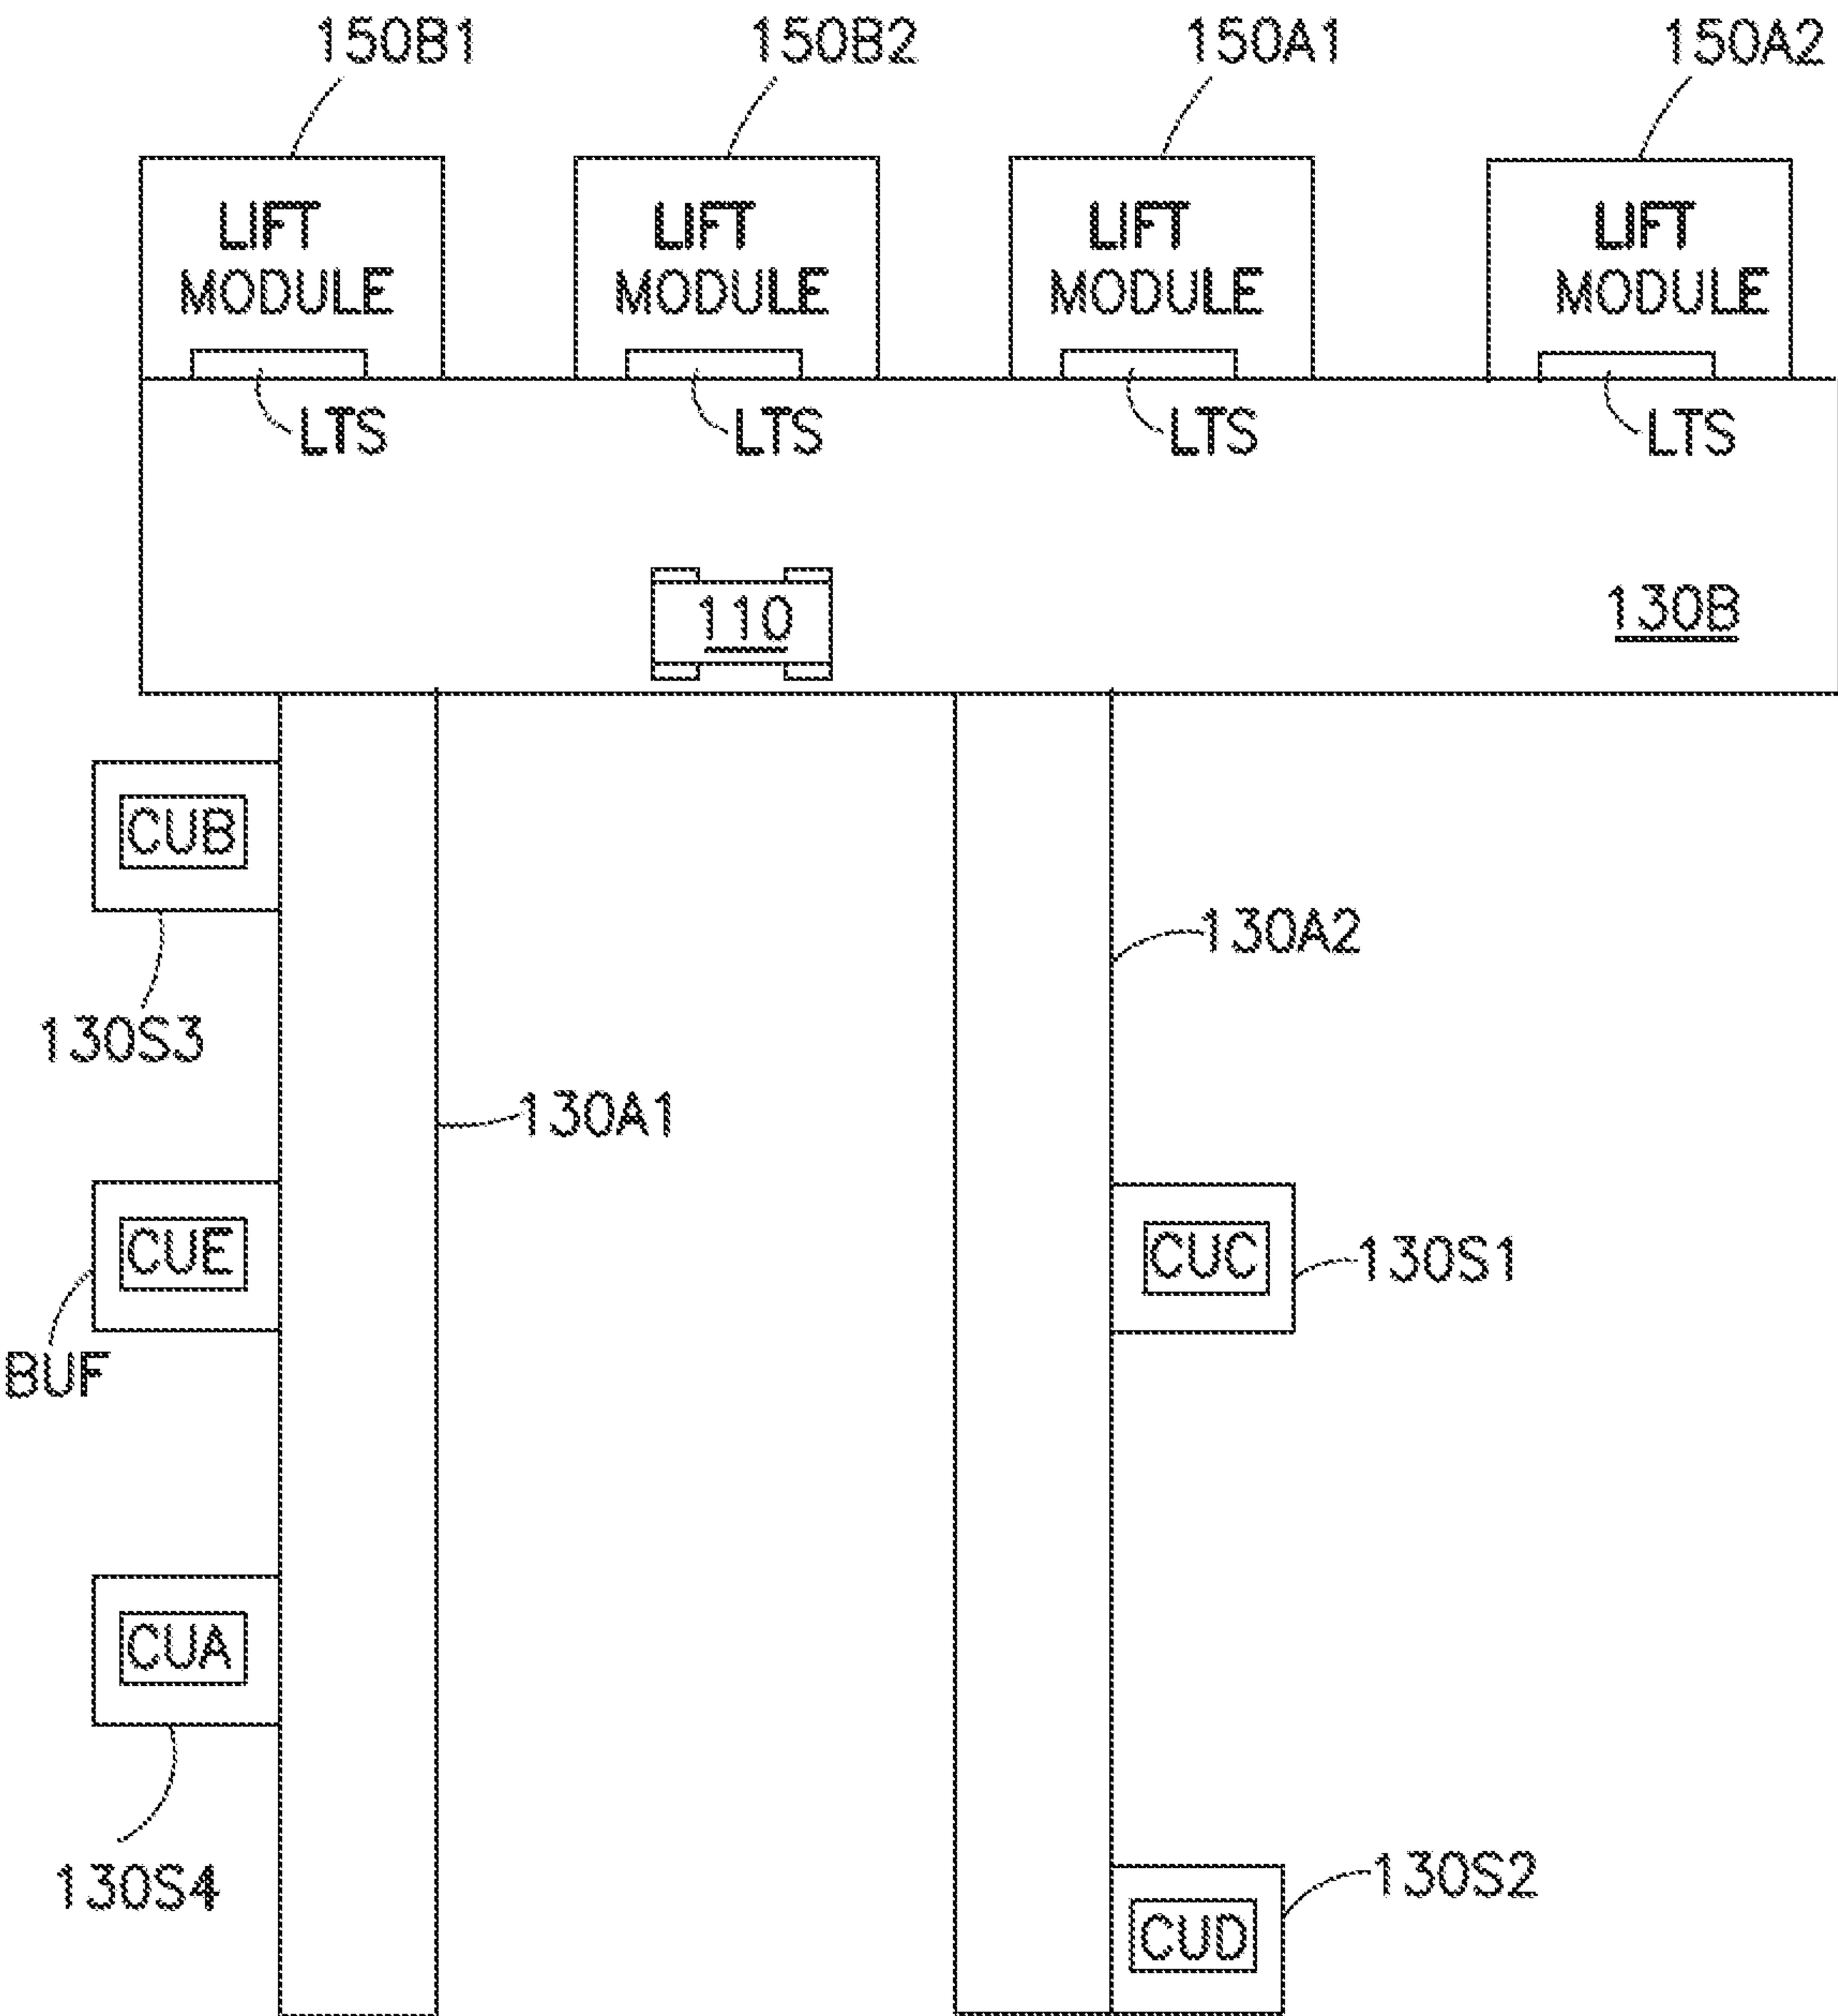 150B1 150B2 150A1 150A2
LIFT MODULE
LIFT MODULE
LIFT MODULE
LIFT MODULE
LTS LTS LTS LTS
110
130B
CUB
130A2
130S3
130A1
CUE
CUC
130S1
BUF
CUA
130S4
130S2
CUD